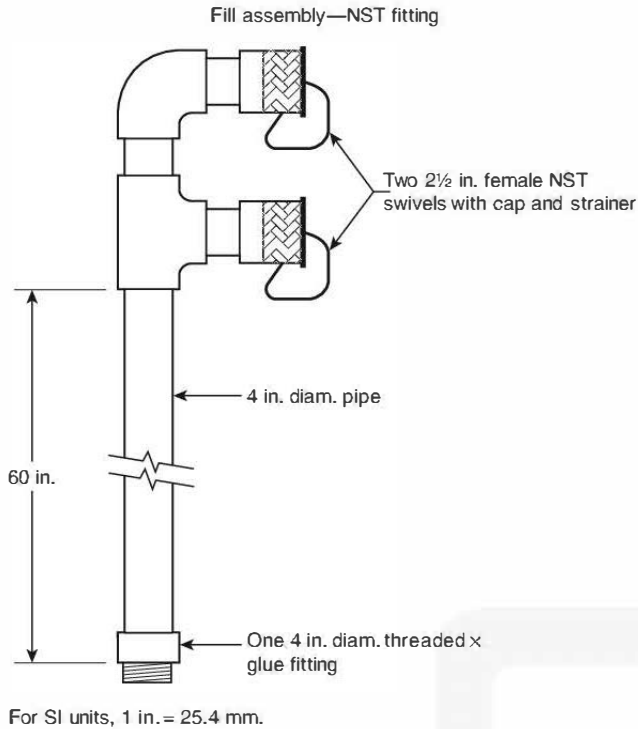 Fill assembly—NST fitting
Two 2½ in. female NST
swivels with cap and strainer
4 in. diam. pipe
60 in.
One 4 in. diam. threaded ×
glue fitting
For SI units, 1 in. = 25.4 mm.